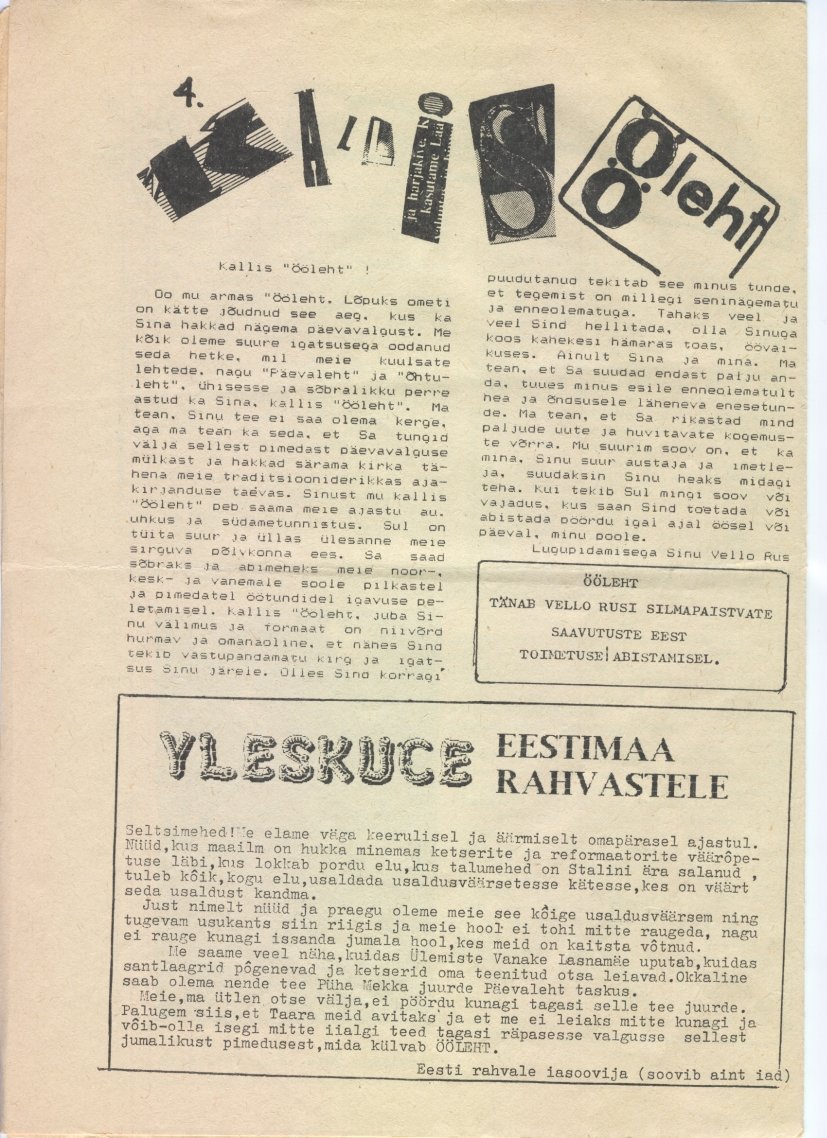 4.
KALLIS ÖÖleht
ja harjakive. K
kasutame Lää
Kallis "ööleht" !
Oo mu armas "ööleht. Lõpuks ometi
on kätte jõudnud see aeg, kus ka
Sina hakkad nägema päevavalgust. Me
kõik oleme suure igatsusega oodanud
seda hetke, mil meie kuulsate
lehtede, nagu "Päevaleht" ja "Õhtu-
leht", ühisesse ja sõbralikku perre
astud ka Sina, kallis "ööleht". Ma
tean, Sinu tee ei saa olema kerge,
aga ma tean ka seda, et Sa tungid
välja sellest pimedast päevavalguse
mülkast ja hakkad särama kirka tä-
hena meie traditsiooniderikkas aja-
kirjanduse taevas. Sinust mu kallis
"ööleht" peb saama meie ajastu au,
uhkus ja südametunnistus. Sul on
täita suur ja üllas ülesanne meie
sirguva põlvkonna ees. Sa saad
sõbraks ja abimeheks meie noor-,
kesk- ja vanemale soole pilkastel
ja pimedatel öötundidel igavuse pe-
letamisel. Kallis "ööleht, juba Si-
nu välimus ja formaat on niivõrd
hurmav ja omanäoline, et nähes Sind
tekib vastupandamatu kirg ja igat-
sus Sinu järele. Olles Sind korragi
puudutanud tekitab see minus tunde,
et tegemist on millegi seninägematu
ja enneolematuga. Tahaks veel ja
veel Sind hellitada, olla Sinuga
koos kahekesi hämaras toas, öövai-
kuses. Ainult Sina ja mina. Ma
tean, et Sa suudad endast palju an-
da, tuues minus esile enneolematult
hea ja õndsusele läheneva enesetun-
de. Ma tean, et Sa rikastad mind
paljude uute ja huvitavate kogemus-
te võrra. Mu suurim soov on, et ka
mina, Sinu suur austaja ja imetle-
ja, suudaksin Sinu heaks midagi
teha. Kui tekib Sul mingi soov või
vajadus, kus saan Sind toetada või
abistada pöördu igal ajal öösel või
päeval, minu poole.
Lugupidamisega Sinu Vello Rus
ÖÖLEHT
TÄNAB VELLO RUSI SILMAPAISTVATE
SAAVUTUSTE EEST
TOIMETUSE ABISTAMISEL.
YLESKUCE EESTIMAA
RAHVASTELE
Seltsimehed!Me elame väga keerulisel ja äärmiselt omapärasel ajastul.
Nüüd,kus maailm on hukka minemas ketserite ja reformaatorite väärõpe-
tuse läbi,kus lokkab pordu elu,kus talumehed on Stalini ära salanud ,
tuleb kõik,kogu elu,usaldada usaldusväärsetesse kätesse,kes on väärt
seda usaldust kandma.
Just nimelt nüüd ja praegu oleme meie see kõige usaldusväärsem ning
tugevam usukants siin riigis ja meie hool ei tohi mitte raugeda, nagu
ei rauge kunagi issanda jumala hool,kes meid on kaitsta võtnud.
Me saame veel näha,kuidas Ülemiste Vanake Lasnamäe uputab,kuidas
santlaagrid põgenevad ja ketserid oma teenitud otsa leiavad.Okkaline
saab olema nende tee Püha Mekka juurde Päevaleht taskus.
Meie,ma ütlen otse välja,ei pöördu kunagi tagasi selle tee juurde.
Palugem siis,et Taara meid avitaks ja et me ei leiaks mitte kunagi ja
võib-olla isegi mitte iialgi teed tagasi räpasesse valgusse sellest
jumalikust pimedusest,mida külvab ÖÖLEHT.
Eesti rahvale iasoovija (soovib aint iad)